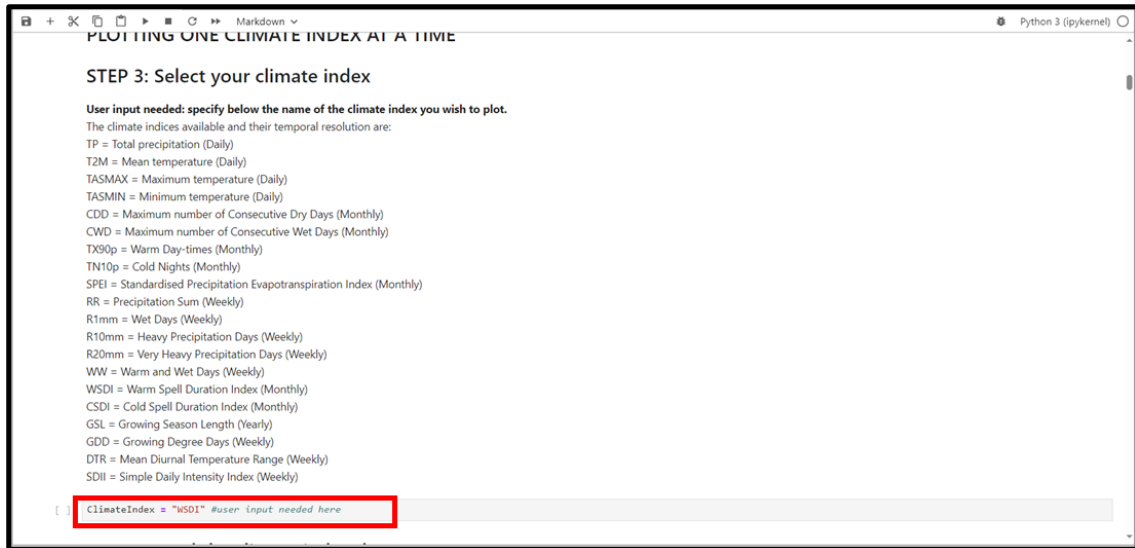 Markdown
Python 3 (ipykernel)
PLOTTING ONE CLIMATE INDEX AT A TIME
STEP 3: Select your climate index
User input needed: specify below the name of the climate index you wish to plot.
The climate indices available and their temporal resolution are:
TP = Total precipitation (Daily)
T2M = Mean temperature (Daily)
TASMAX = Maximum temperature (Daily)
TASMIN = Minimum temperature (Daily)
CDD = Maximum number of Consecutive Dry Days (Monthly)
CWD = Maximum number of Consecutive Wet Days (Monthly)
TX90p = Warm Day-times (Monthly)
TN10p = Cold Nights (Monthly)
SPEI = Standardised Precipitation Evapotranspiration Index (Monthly)
RR = Precipitation Sum (Weekly)
R1mm = Wet Days (Weekly)
R10mm = Heavy Precipitation Days (Weekly)
R20mm = Very Heavy Precipitation Days (Weekly)
WW = Warm and Wet Days (Weekly)
WSDI = Warm Spell Duration Index (Monthly)
CSDI = Cold Spell Duration Index (Monthly)
GSL = Growing Season Length (Yearly)
GDD = Growing Degree Days (Weekly)
DTR = Mean Diurnal Temperature Range (Weekly)
SDII = Simple Daily Intensity Index (Weekly)
[ ] ClimateIndex = "WSDI" #user input needed here